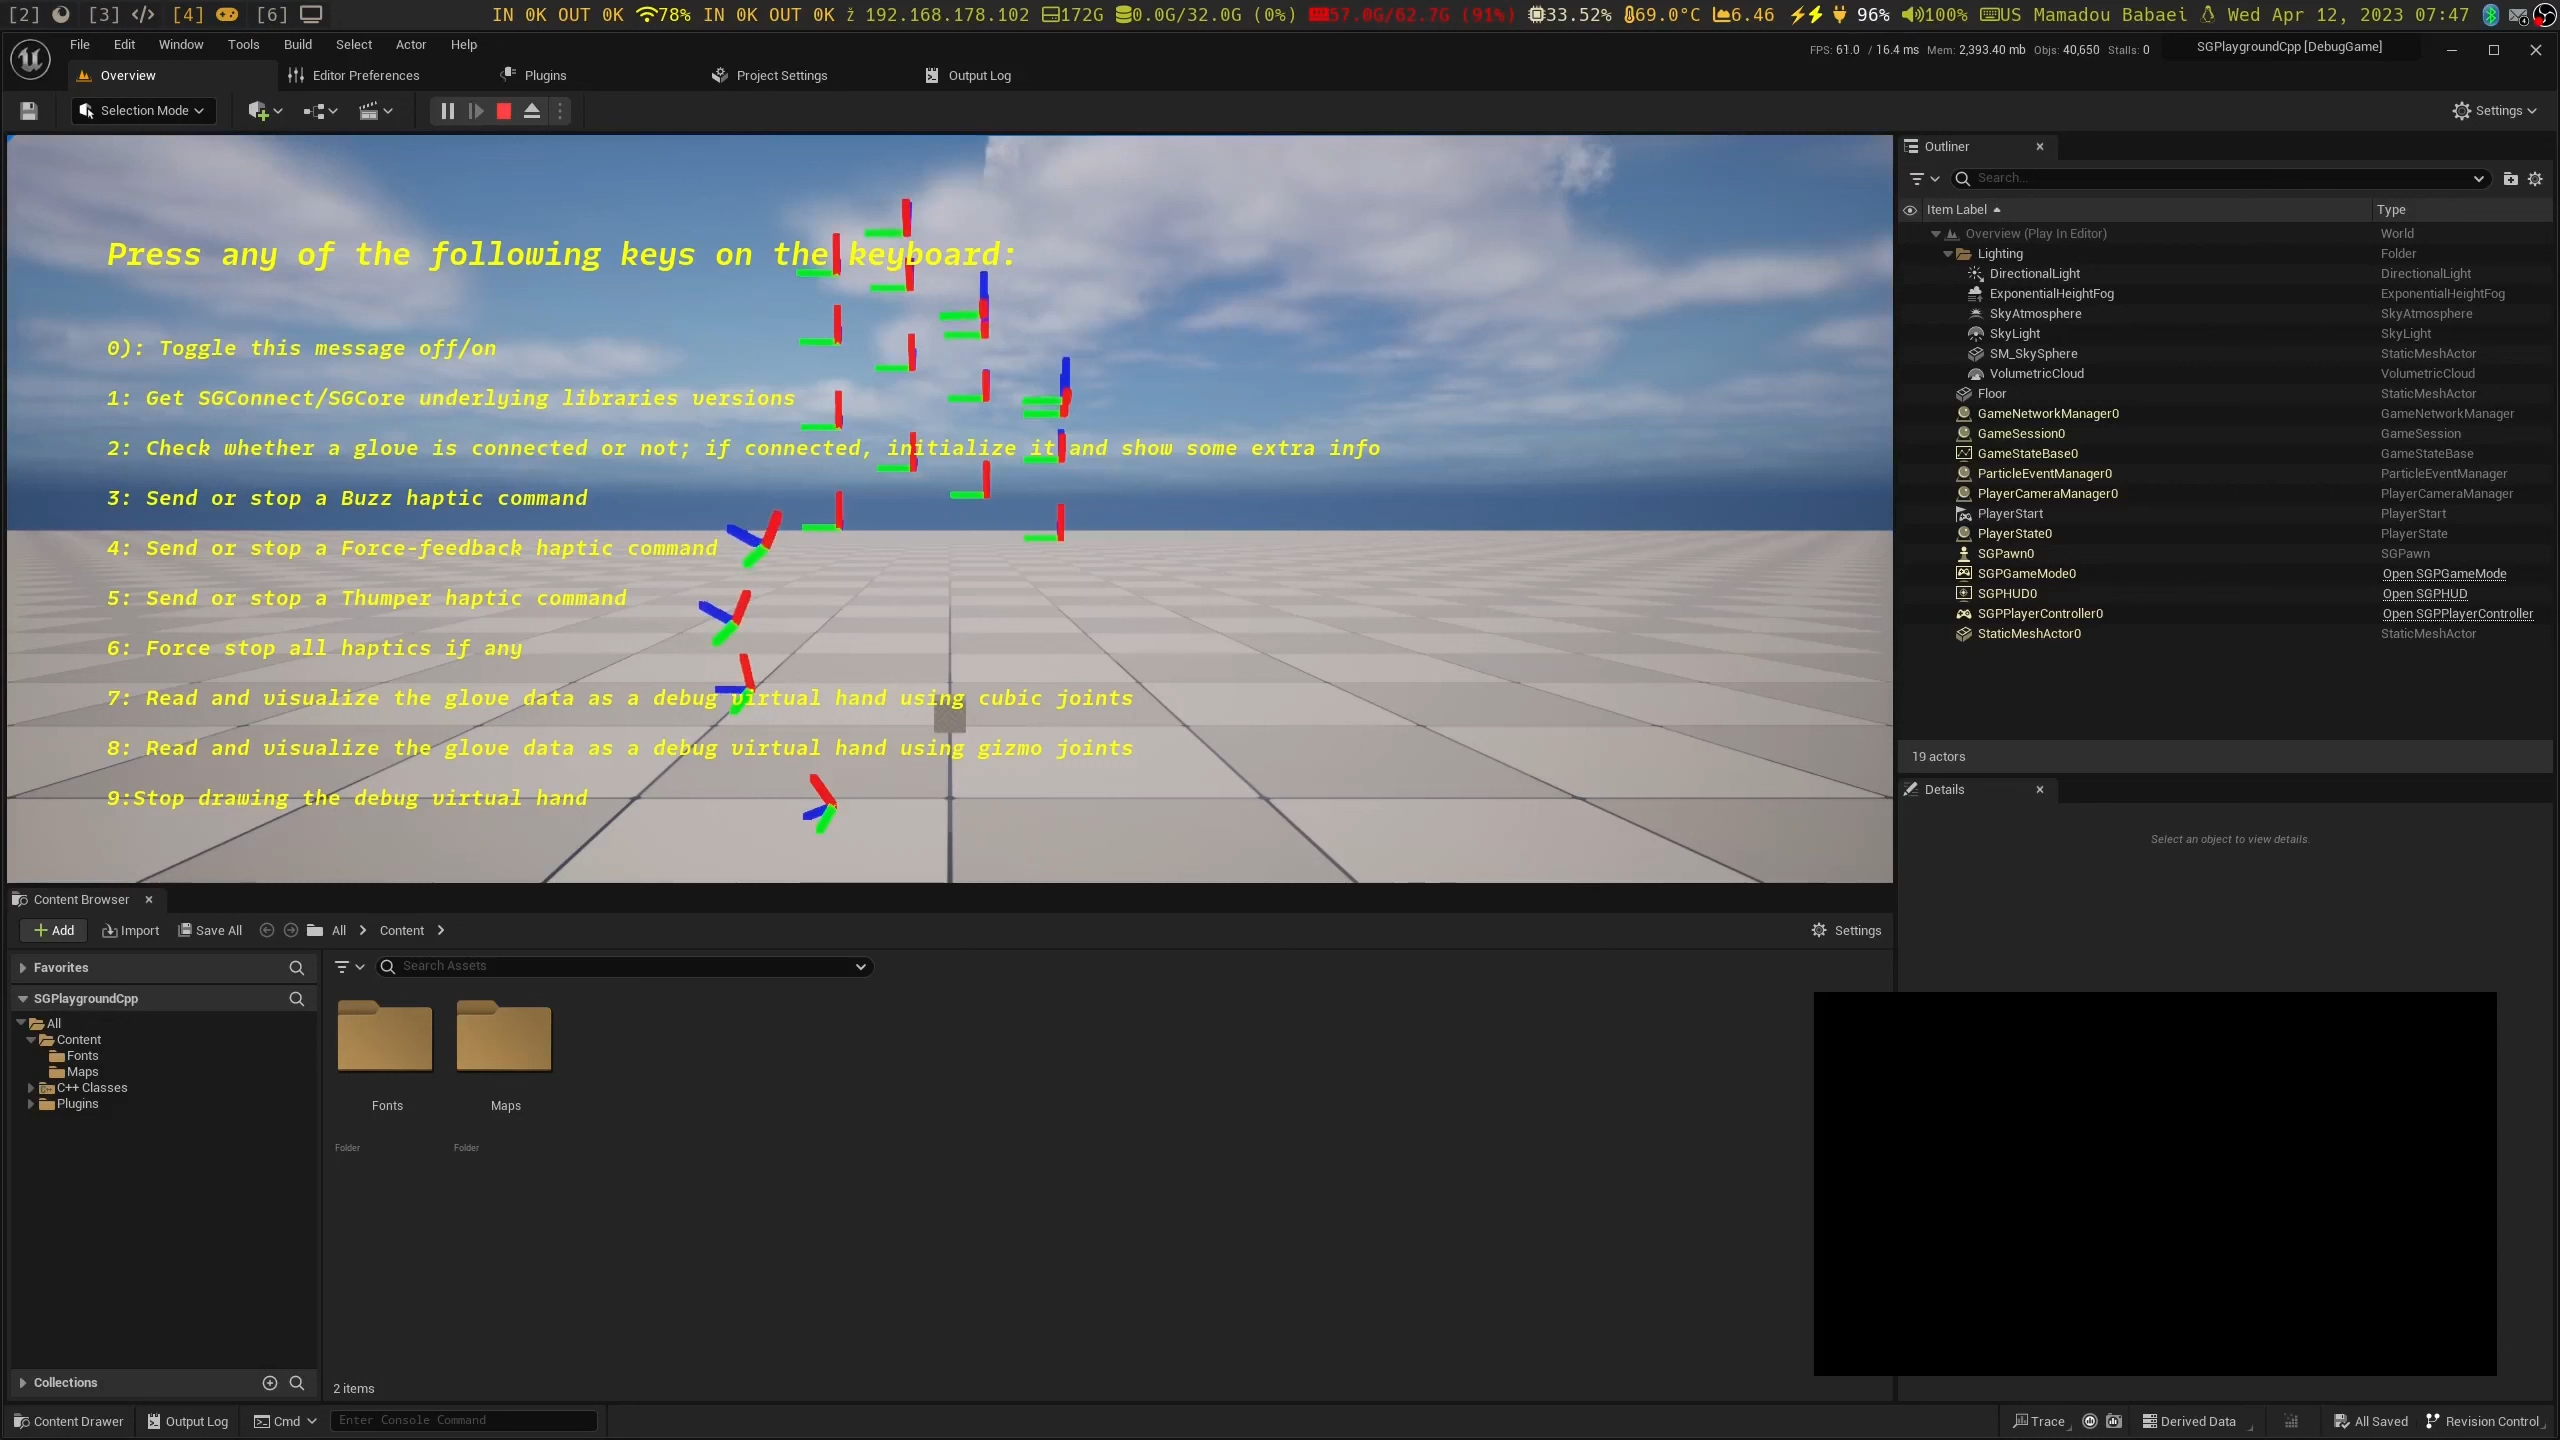 [2] [3] </> [4] [6] IN 0K OUT 0K 78% IN 0K OUT 0K ž 192.168.178.102 172G 0.0G/32.0G (0%) 57.0G/62.7G (91%) 33.52% 69.0°C 6.46 96% 100% US Mamadou Babaei Wed Apr 12, 2023 07:47
File Edit Window Tools Build Select Actor Help
FPS: 61.0 / 16.4 ms Mem: 2,393.40 mb Objs: 40,650 Stalls: 0 SGPlaygroundCpp [DebugGame]
Overview Editor Preferences Plugins Project Settings Output Log
Selection Mode Settings
Press any of the following keys on the keyboard:
0): Toggle this message off/on
1: Get SGConnect/SGCore underlying libraries versions
2: Check whether a glove is connected or not; if connected, initialize it and show some extra info
3: Send or stop a Buzz haptic command
4: Send or stop a Force-feedback haptic command
5: Send or stop a Thumper haptic command
6: Force stop all haptics if any
7: Read and visualize the glove data as a debug virtual hand using cubic joints
8: Read and visualize the glove data as a debug virtual hand using gizmo joints
9:Stop drawing the debug virtual hand
Outliner
Search...
Item Label Type
Overview (Play In Editor) World
Lighting Folder
DirectionalLight DirectionalLight
ExponentialHeightFog ExponentialHeightFog
SkyAtmosphere SkyAtmosphere
SkyLight SkyLight
SM_SkySphere StaticMeshActor
VolumetricCloud VolumetricCloud
Floor StaticMeshActor
GameNetworkManager0 GameNetworkManager
GameSession0 GameSession
GameStateBase0 GameStateBase
ParticleEventManager0 ParticleEventManager
PlayerCameraManager0 PlayerCameraManager
PlayerStart PlayerStart
PlayerState0 PlayerState
SGPawn0 SGPawn
SGPGameMode0 Open SGPGameMode
SGPHUD0 Open SGPHUD
SGPPlayerController0 Open SGPPlayerController
StaticMeshActor0 StaticMeshActor
19 actors
Details
Select an object to view details.
Content Browser
Add Import Save All All Content Settings
Favorites
Search Assets
SGPlaygroundCpp
All
Content
Fonts
Maps
C++ Classes
Plugins
Fonts Maps
Folder Folder
Collections
2 items
Content Drawer Output Log Cmd Enter Console Command Trace Derived Data All Saved Revision Control